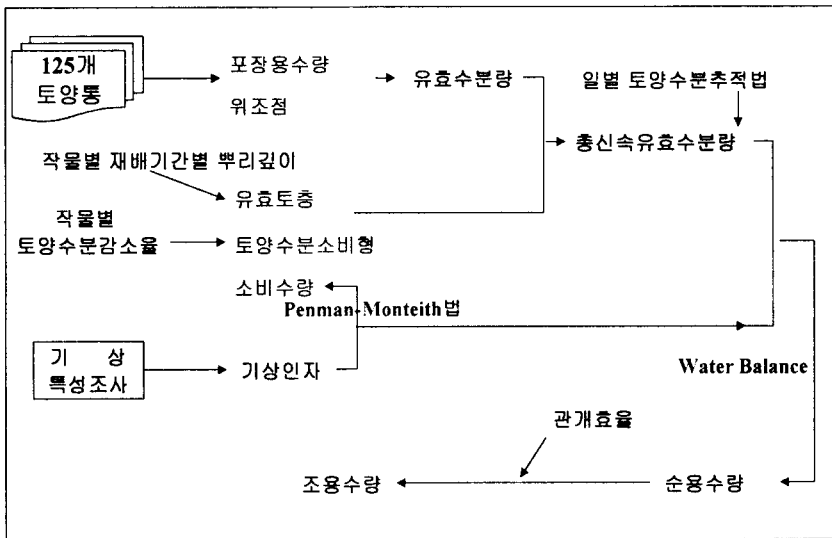 125개
토양통
포장용수량
위조점
유효수분량
일별 토양수분추적법
총신속유효수분량
작물별 재배기간별 뿌리깊이
유효토층
작물별
토양수분감소율
토양수분소비형
소비수량
Penman-Monteith법
기 상
특성조사
기상인자
Water Balance
관개효율
조용수량
순용수량